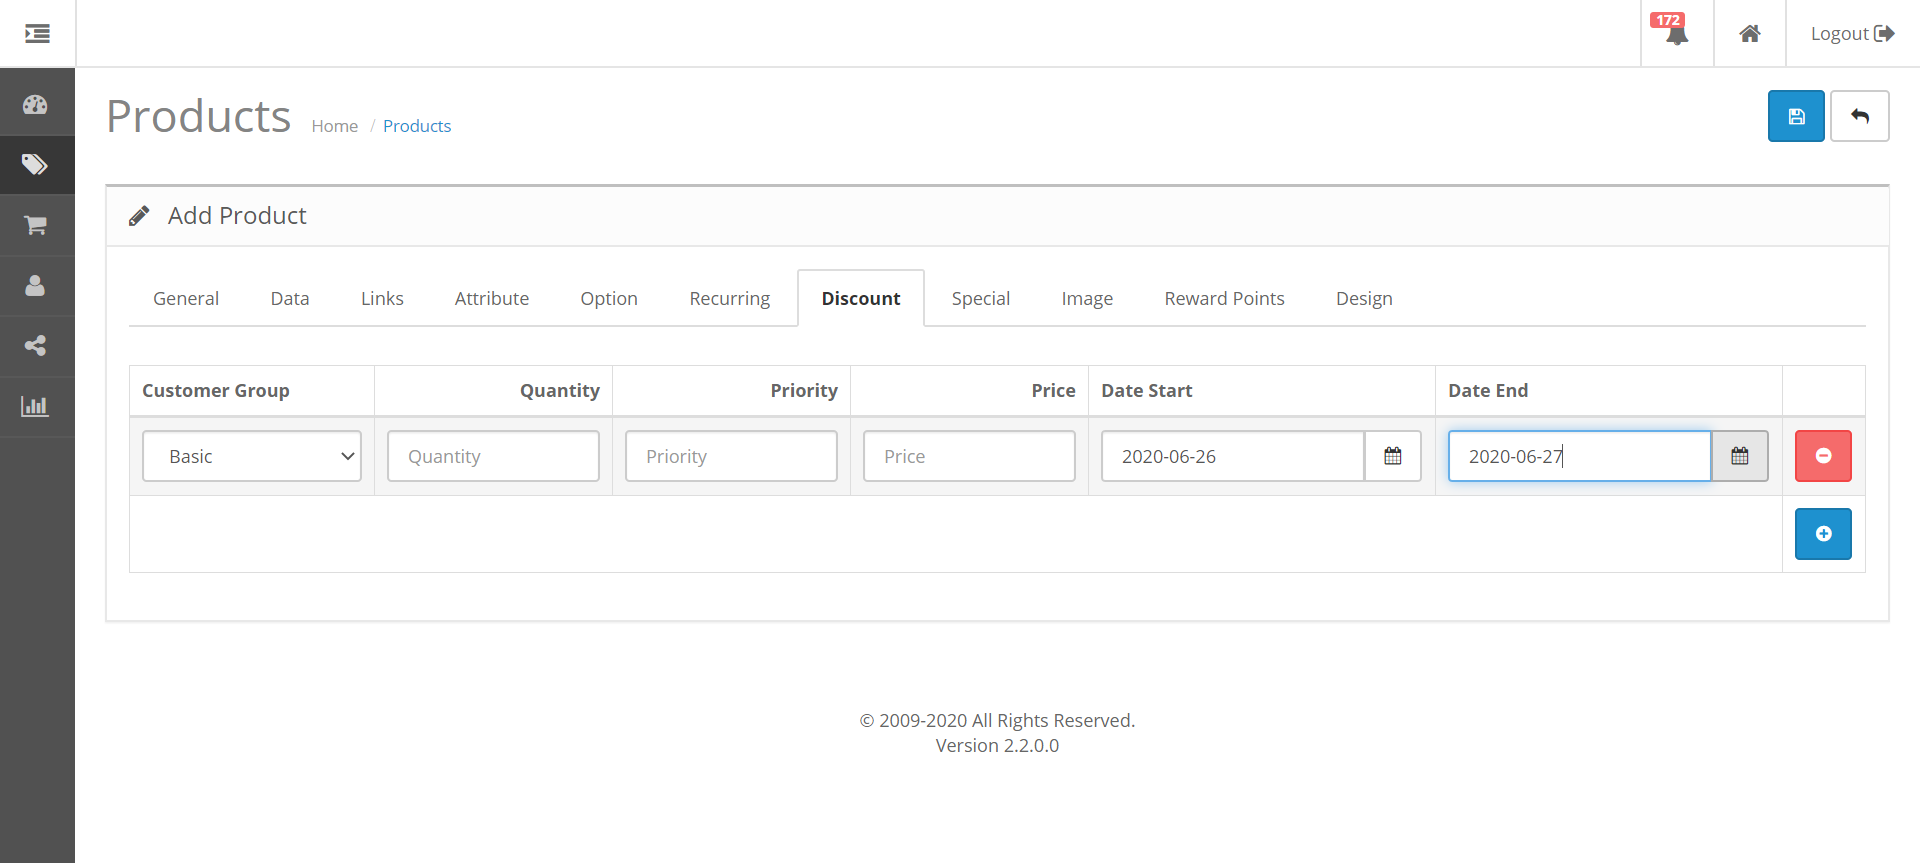 172
Logout
Products
Home / Products
Add Product
General Data Links Attribute Option Recurring Discount Special Image Reward Points Design
Customer Group Quantity Priority Price Date Start Date End
Basic Quantity Priority Price 2020-06-26 2020-06-27
© 2009-2020 All Rights Reserved.
Version 2.2.0.0